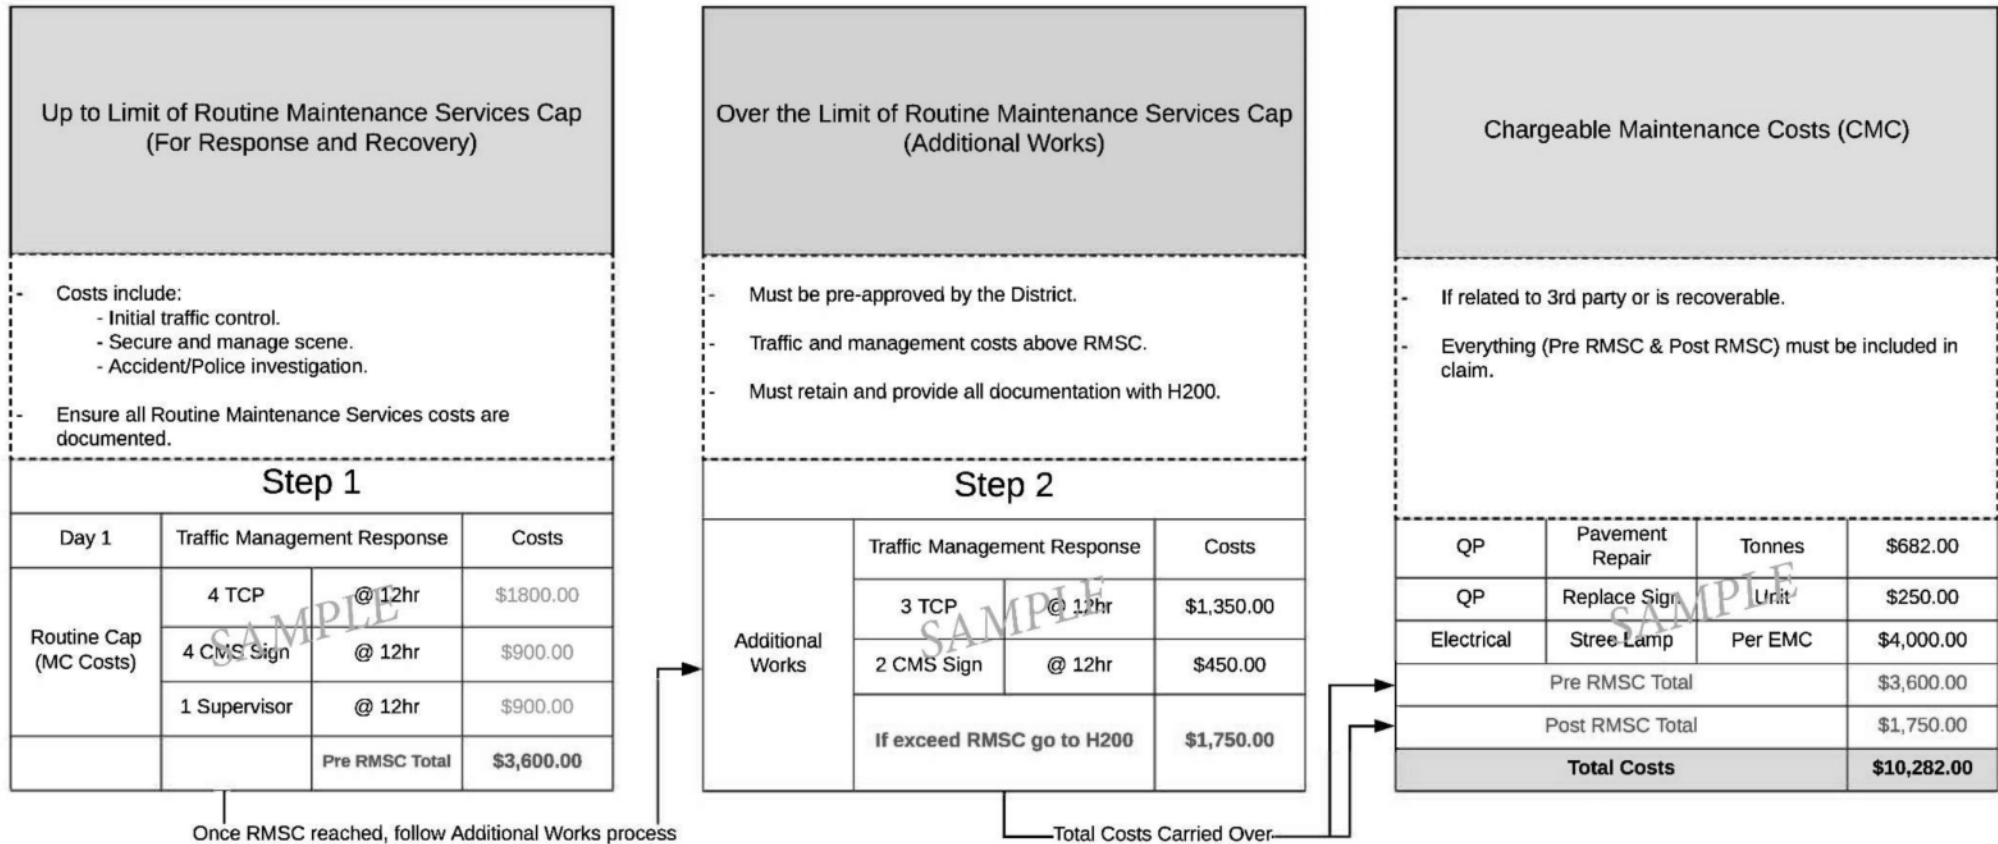 Up to Limit of Routine Maintenance Services Cap
(For Response and Recovery)
- Costs include:
- Initial traffic control.
- Secure and manage scene.
- Accident/Police investigation.
- Ensure all Routine Maintenance Services costs are
documented.
Step 1
Day 1 Traffic Management Response Costs
Routine Cap
(MC Costs)
4 TCP @ 12hr $1800.00
4 CMS Sign @ 12hr $900.00
1 Supervisor @ 12hr $900.00
Pre RMSC Total $3,600.00
SAMPLE
Once RMSC reached, follow Additional Works process
Over the Limit of Routine Maintenance Services Cap
(Additional Works)
- Must be pre-approved by the District.
- Traffic and management costs above RMSC.
- Must retain and provide all documentation with H200.
Step 2
Additional
Works
Traffic Management Response Costs
3 TCP @ 12hr $1,350.00
2 CMS Sign @ 12hr $450.00
If exceed RMSC go to H200 $1,750.00
SAMPLE
Total Costs Carried Over
Chargeable Maintenance Costs (CMC)
- If related to 3rd party or is recoverable.
- Everything (Pre RMSC & Post RMSC) must be included in
claim.
QP Pavement
Repair Tonnes $682.00
QP Replace Sign Unit $250.00
Electrical Stree Lamp Per EMC $4,000.00
Pre RMSC Total $3,600.00
Post RMSC Total $1,750.00
Total Costs $10,282.00
SAMPLE